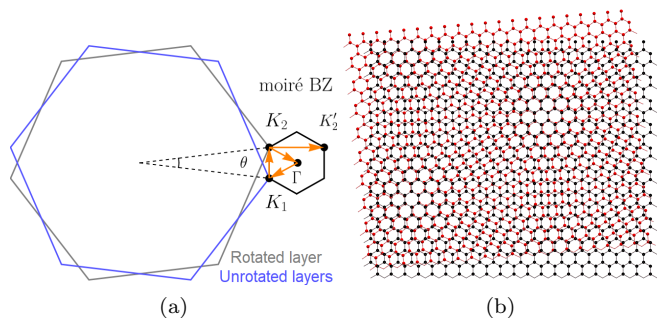 moiré BZ
K₂
K₂′
θ
Γ
K₁
Rotated layer
Unrotated layers
(a)
(b)